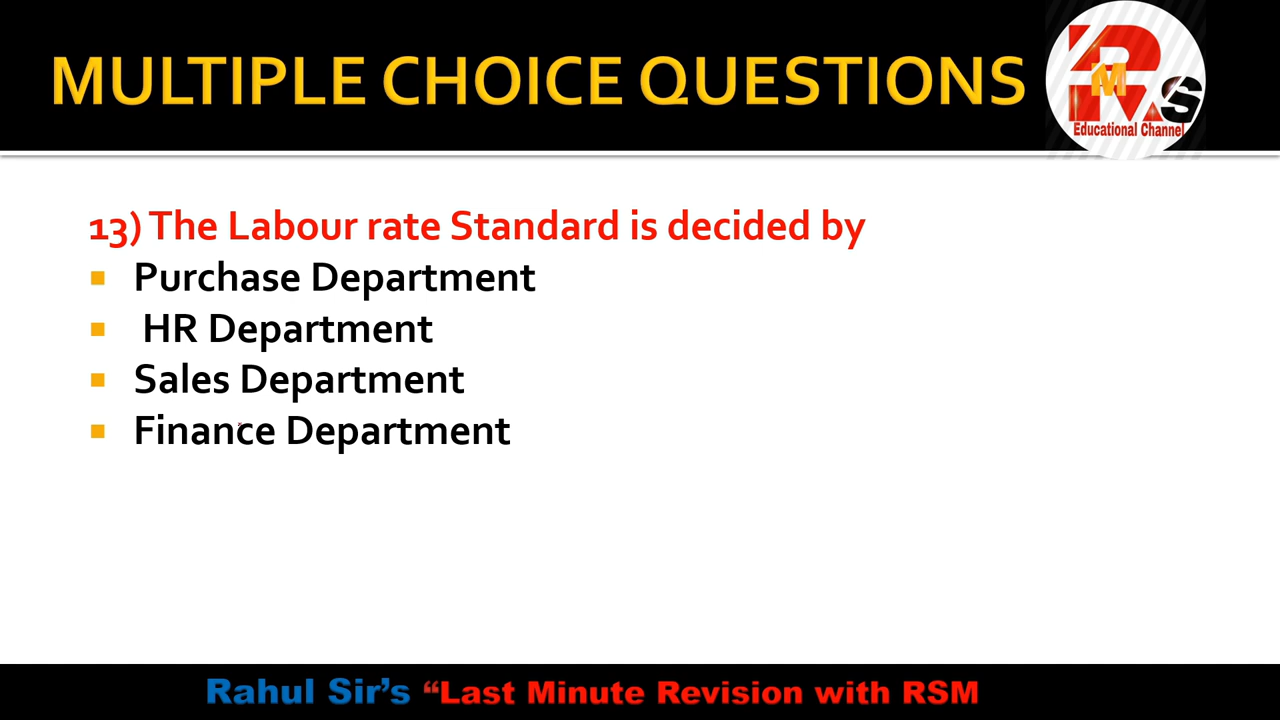 MULTIPLE CHOICE QUESTIONS
RMS
Educational Channel
13) The Labour rate Standard is decided by
Purchase Department
HR Department
Sales Department
Finance Department
Rahul Sir's “Last Minute Revision with RSM